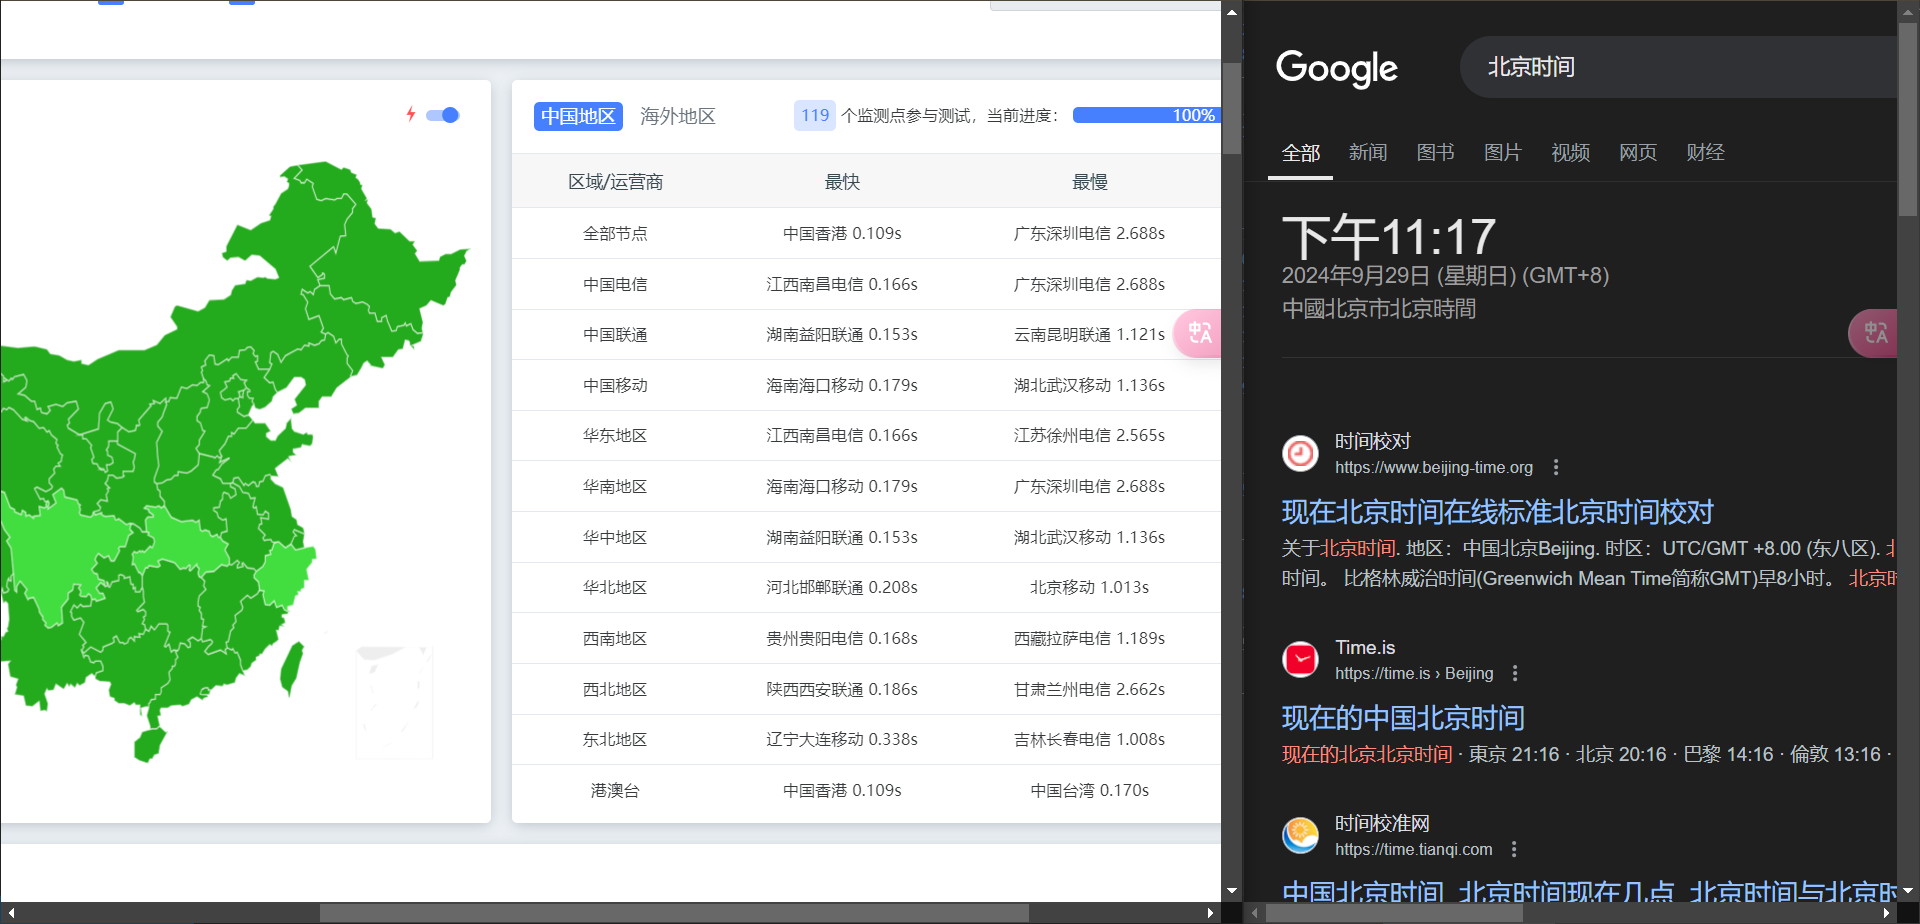 中国地区 海外地区 119 个监测点参与测试，当前进度： 100%
区域/运营商 最快 最慢
全部节点 中国香港 0.109s 广东深圳电信 2.688s
中国电信 江西南昌电信 0.166s 广东深圳电信 2.688s
中国联通 湖南益阳联通 0.153s 云南昆明联通 1.121s
中国移动 海南海口移动 0.179s 湖北武汉移动 1.136s
华东地区 江西南昌电信 0.166s 江苏徐州电信 2.565s
华南地区 海南海口移动 0.179s 广东深圳电信 2.688s
华中地区 湖南益阳联通 0.153s 湖北武汉移动 1.136s
华北地区 河北邯郸联通 0.208s 北京移动 1.013s
西南地区 贵州贵阳电信 0.168s 西藏拉萨电信 1.189s
西北地区 陕西西安联通 0.186s 甘肃兰州电信 2.662s
东北地区 辽宁大连移动 0.338s 吉林长春电信 1.008s
港澳台 中国香港 0.109s 中国台湾 0.170s
中A
Google 北京时间
全部 新闻 图书 图片 视频 网页 财经
下午11:17
2024年9月29日 (星期日) (GMT+8)
中國北京市北京時間
中A
时间校对
https://www.beijing-time.org
现在北京时间在线标准北京时间校对
关于北京时间. 地区：中国北京Beijing. 时区：UTC/GMT +8.00 (东八区). 北
时间。 比格林威治时间(Greenwich Mean Time简称GMT)早8小时。 北京时
Time.is
https://time.is › Beijing
现在的中国北京时间
现在的北京北京时间 · 東京 21:16 · 北京 20:16 · 巴黎 14:16 · 倫敦 13:16 ·
时间校准网
https://time.tianqi.com
中国北京时间_北京时间现在几点_北京时间与北京时